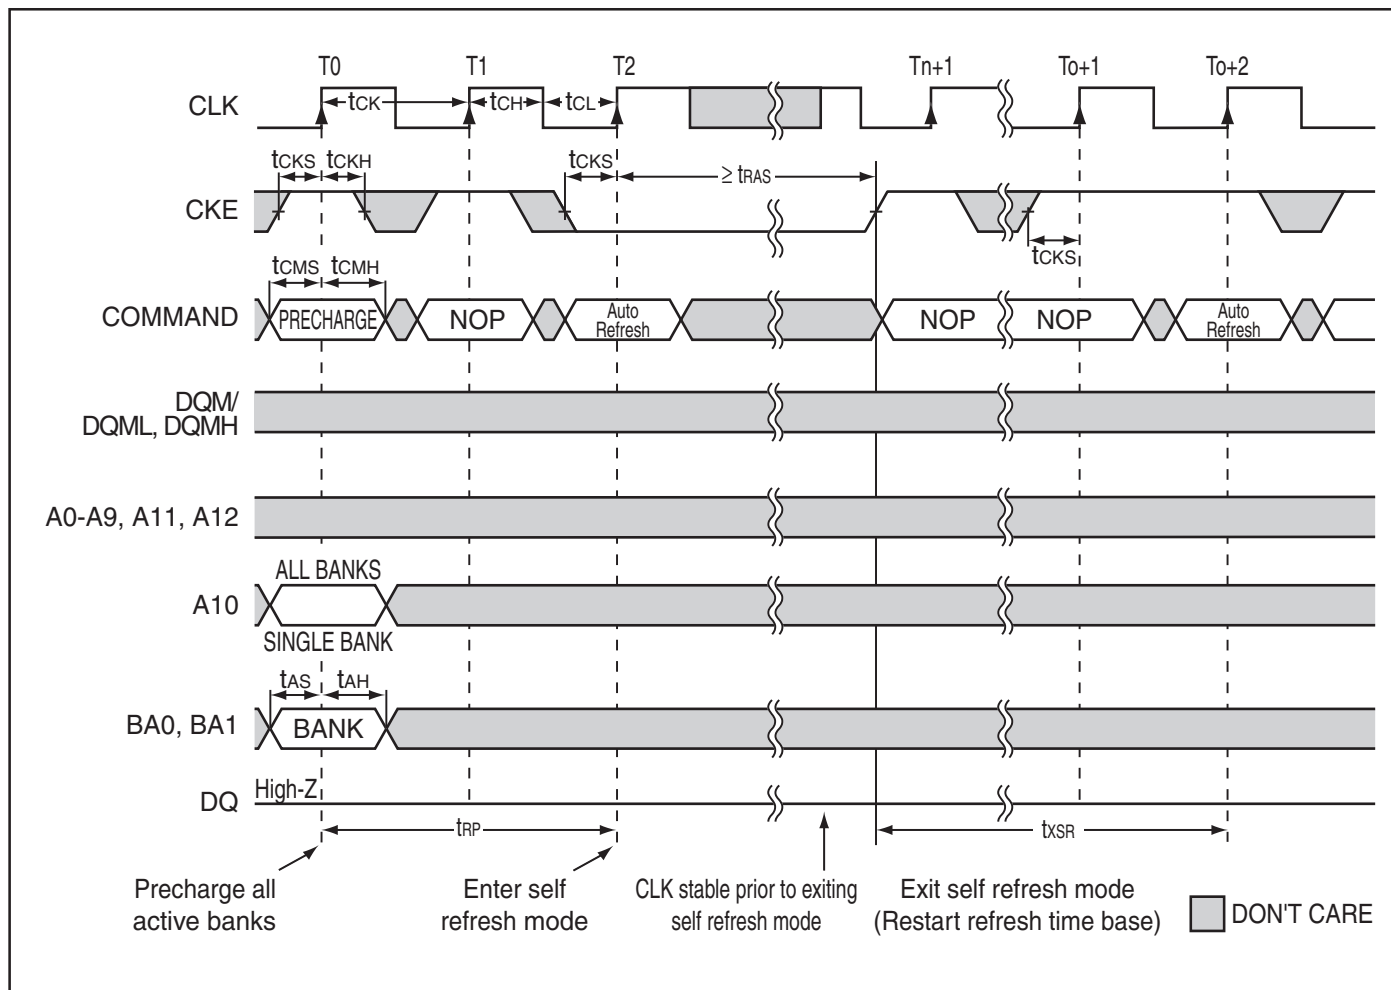 T0 T1 T2 Tn+1 To+1 To+2
CLK tCK tCH tCL
tCKS tCKH tCKS ≥ tRAS
CKE
tCKS
tCMS tCMH
COMMAND PRECHARGE NOP Auto Refresh NOP NOP Auto Refresh
DQM/
DQML, DQMH
A0-A9, A11, A12
ALL BANKS
A10
SINGLE BANK
tAS tAH
BA0, BA1 BANK
High-Z
DQ
tRP tXSR
Precharge all
active banks
Enter self
refresh mode
CLK stable prior to exiting
self refresh mode
Exit self refresh mode
(Restart refresh time base)
DON'T CARE